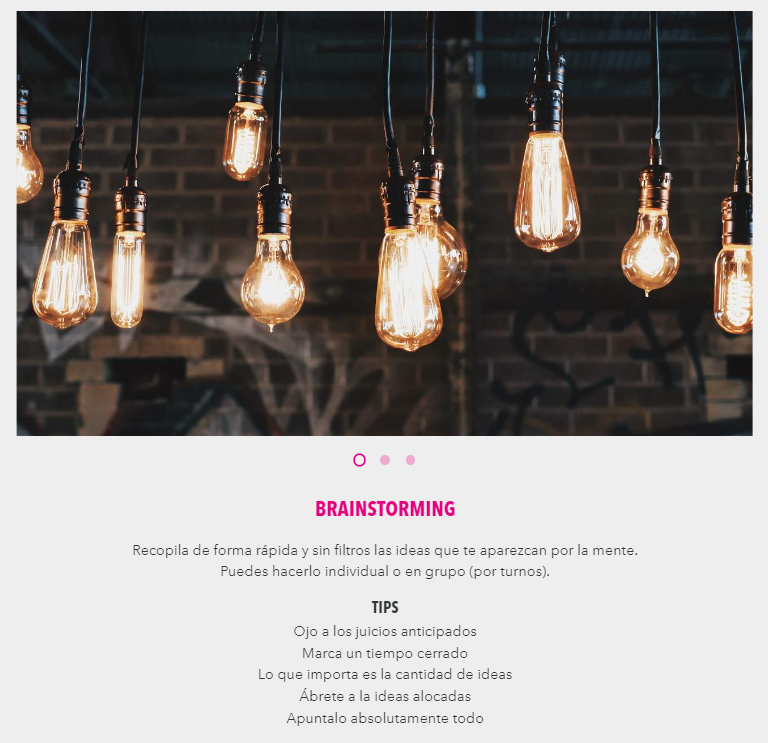 BRAINSTORMING
Recopila de forma rápida y sin filtros las ideas que te aparezcan por la mente.
Puedes hacerlo individual o en grupo (por turnos).
TIPS
Ojo a los juicios anticipados
Marca un tiempo cerrado
Lo que importa es la cantidad de ideas
Ábrete a la ideas alocadas
Apuntalo absolutamente todo